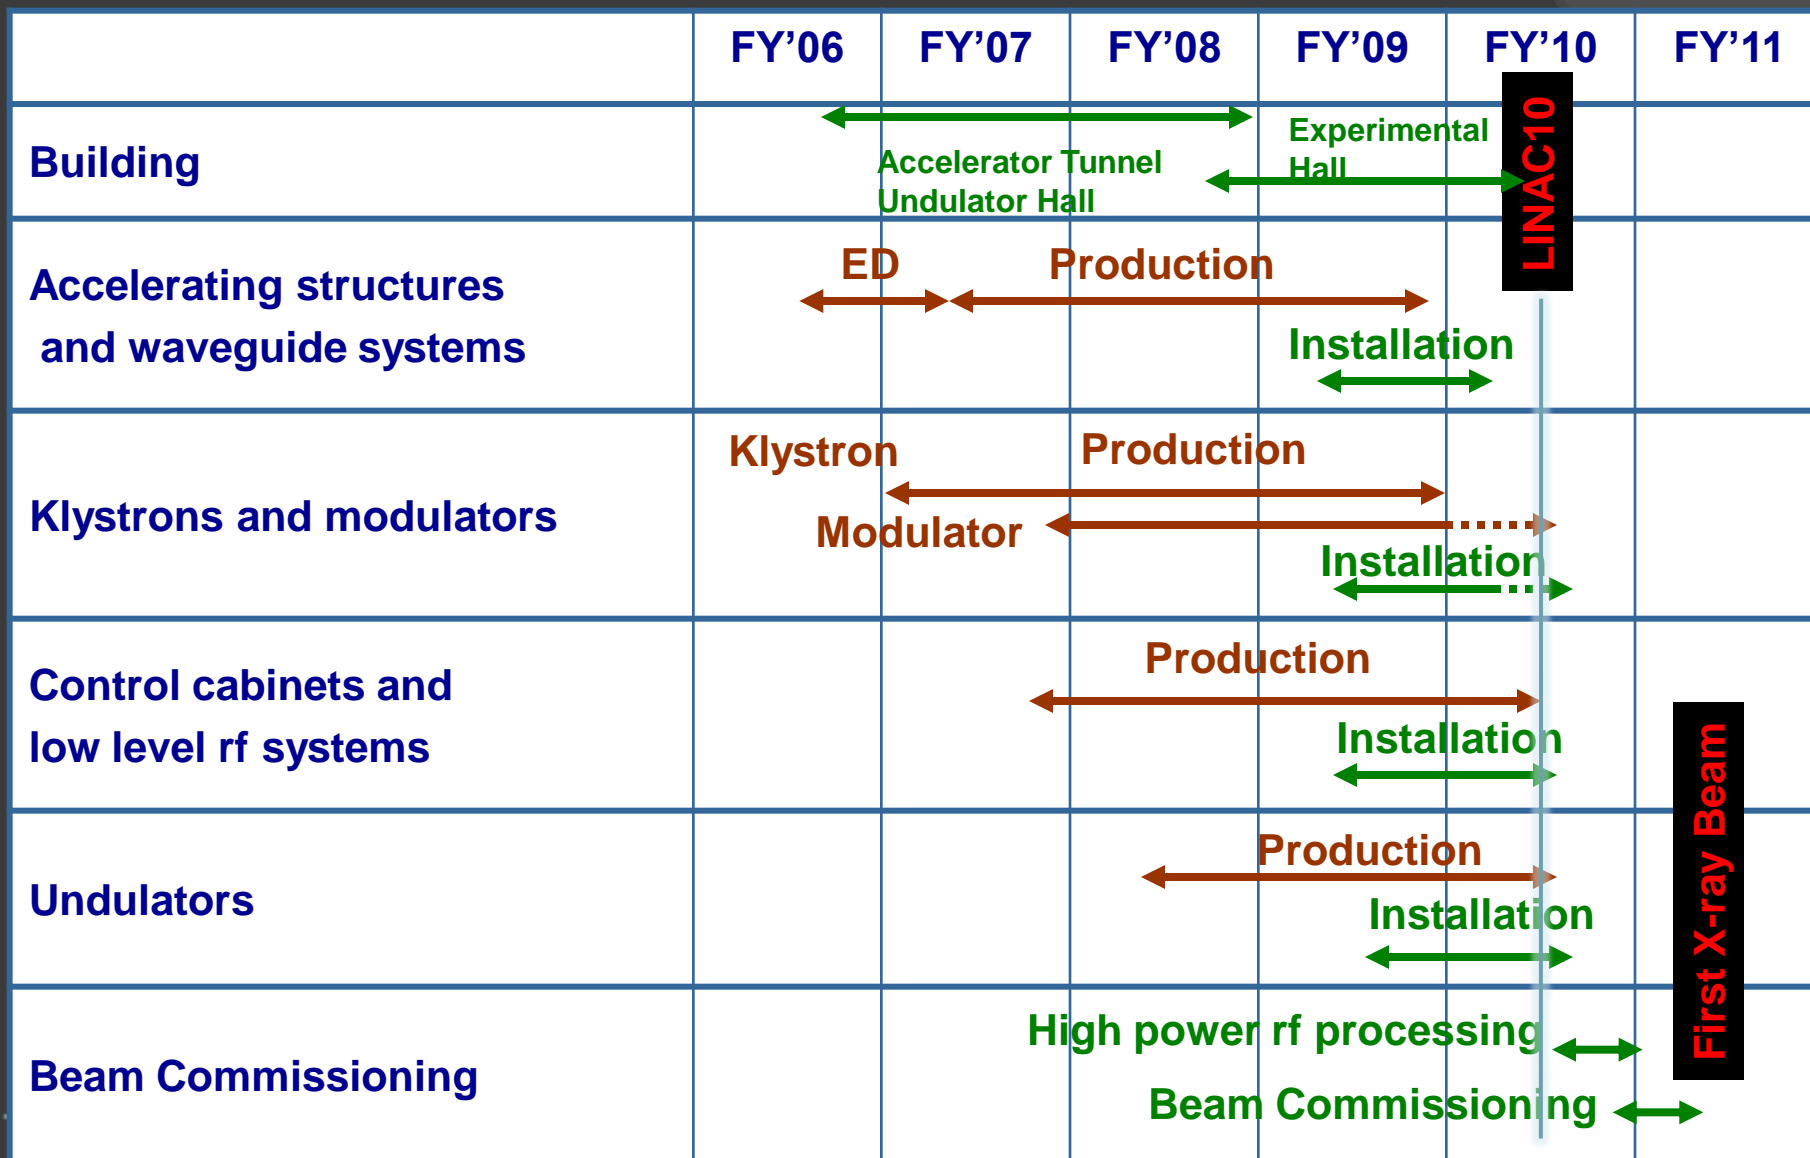 FY'06 FY'07 FY'08 FY'09 FY'10 FY'11
LINAC10
Building
Accelerator Tunnel
Undulator Hall
Experimental
Hall
Accelerating structures
and waveguide systems
ED
Production
Installation
Klystrons and modulators
Klystron
Production
Modulator
Installation
Control cabinets and
low level rf systems
Production
Installation
Undulators
Production
Installation
First X-ray Beam
Beam Commissioning
High power rf processing
Beam Commissioning